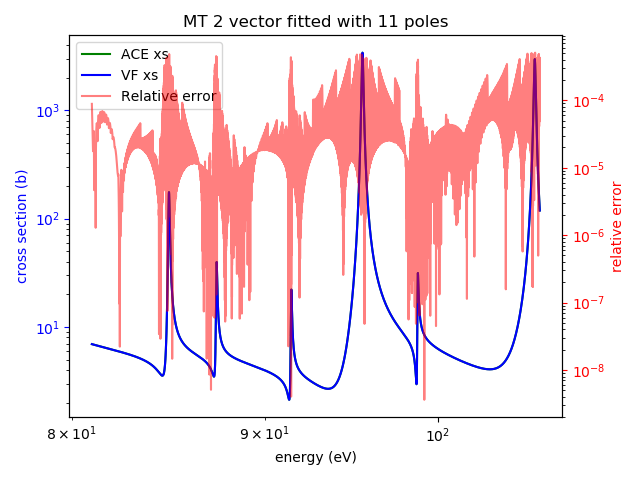 MT 2 vector fitted with 11 poles
ACE xs
VF xs
Relative error
cross section (b)
10³
10²
10¹
10⁻⁴
10⁻⁵
10⁻⁶
10⁻⁷
10⁻⁸
relative error
8 × 10¹ 9 × 10¹ 10²
energy (eV)